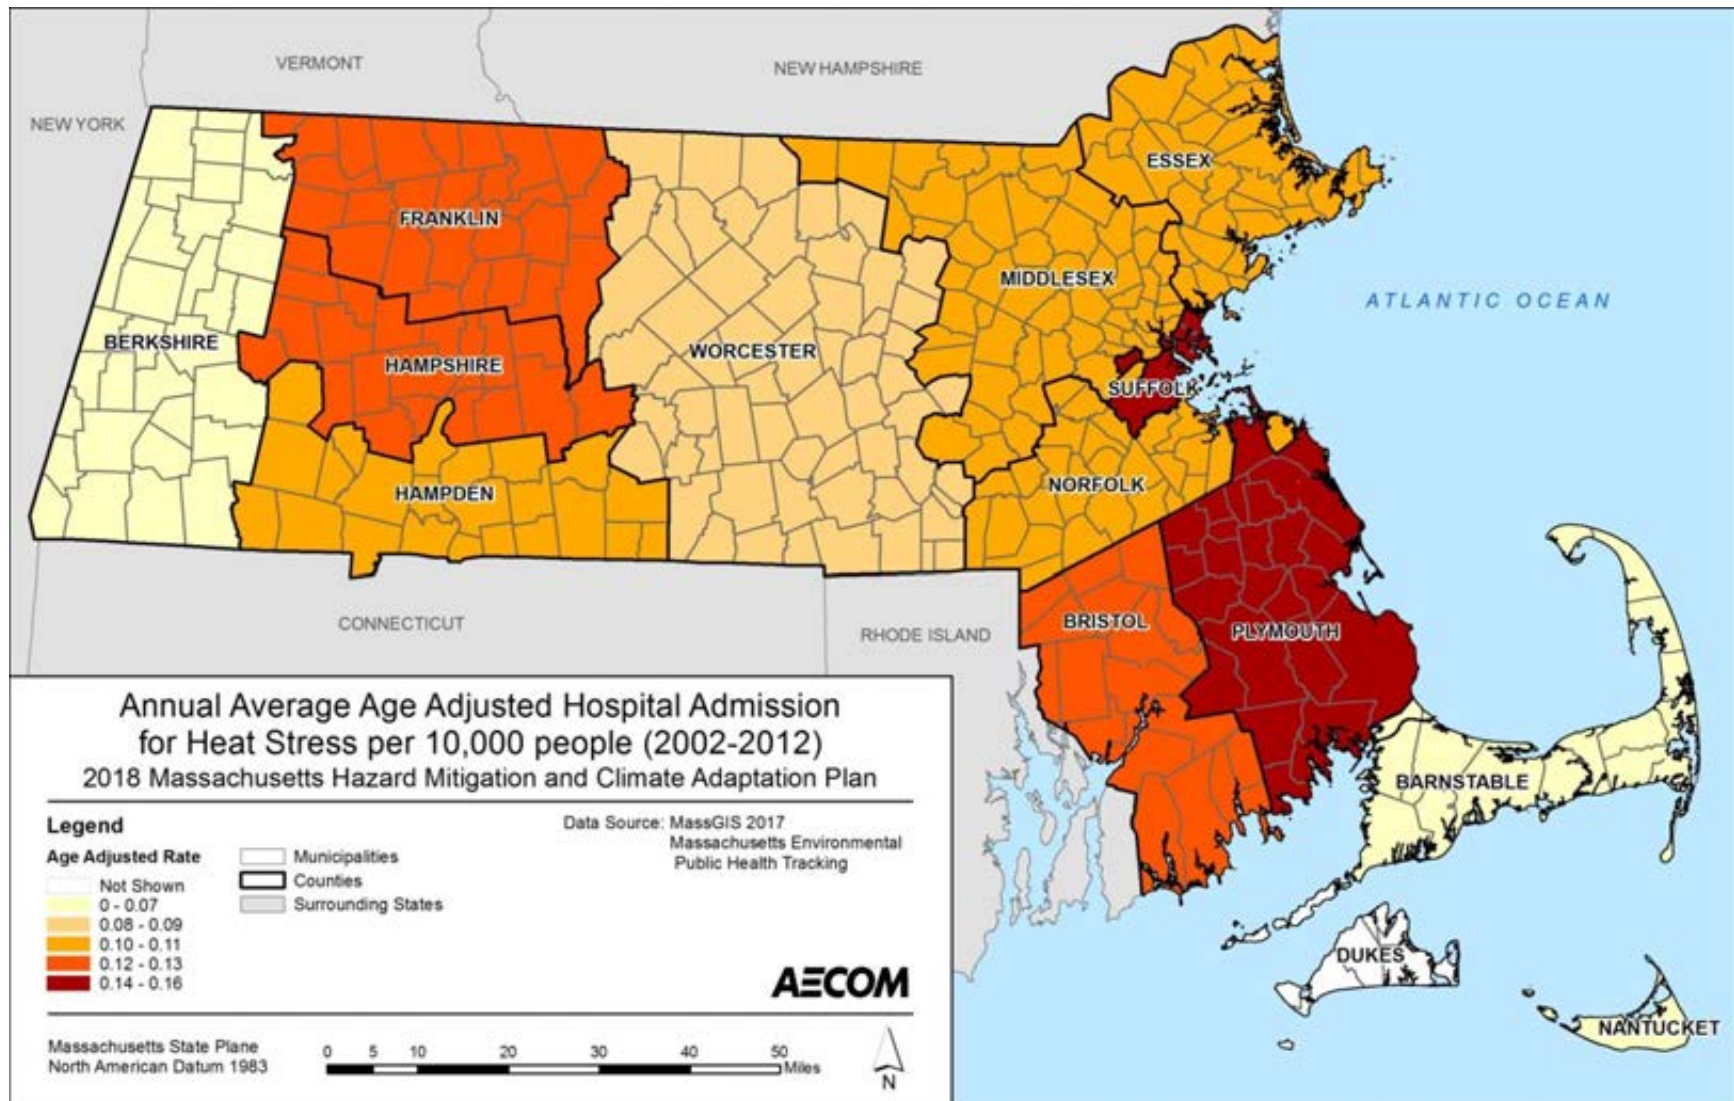 VERMONT
NEW HAMPSHIRE
NEW YORK
ESSEX
FRANKLIN
MIDDLESEX
ATLANTIC OCEAN
BERKSHIRE
WORCESTER
HAMPSHIRE
SUFFOLK
HAMPDEN
NORFOLK
CONNECTICUT
RHODE ISLAND
BRISTOL
PLYMOUTH
BARNSTABLE
DUKES
NANTUCKET
Annual Average Age Adjusted Hospital Admission
for Heat Stress per 10,000 people (2002-2012)
2018 Massachusetts Hazard Mitigation and Climate Adaptation Plan
Legend
Age Adjusted Rate
Not Shown
0 - 0.07
0.08 - 0.09
0.10 - 0.11
0.12 - 0.13
0.14 - 0.16
Municipalities
Counties
Surrounding States
Data Source: MassGIS 2017
Massachusetts Environmental
Public Health Tracking
AECOM
Massachusetts State Plane
North American Datum 1983
0 5 10 20 30 40 50
Miles
N